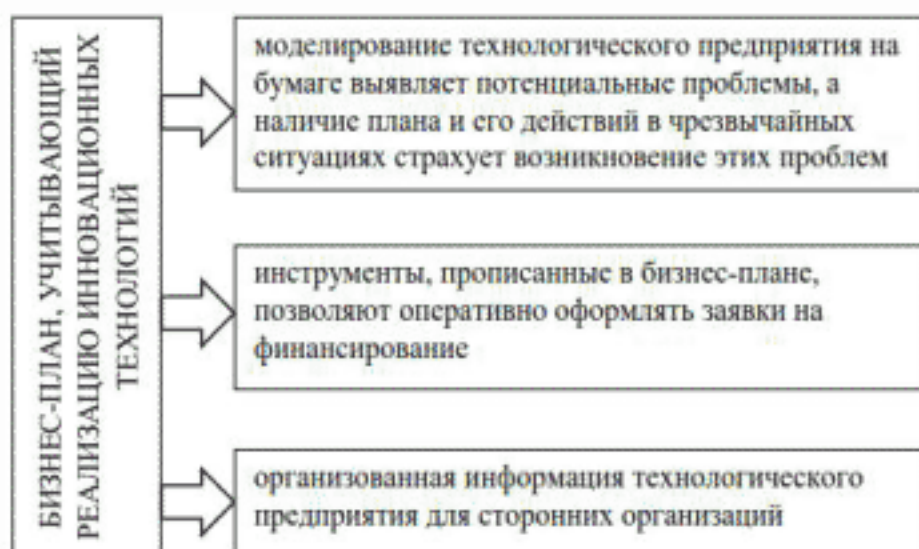 БИЗНЕС-ПЛАН, УЧИТЫВАЮЩИЙ
РЕАЛИЗАЦИЮ ИННОВАЦИОННЫХ
ТЕХНОЛОГИЙ
моделирование технологического предприятия на
бумаге выявляет потенциальные проблемы, а
наличие плана и его действий в чрезвычайных
ситуациях страхует возникновение этих проблем
инструменты, прописанные в бизнес-плане,
позволяют оперативно оформлять заявки на
финансирование
организованная информация технологического
предприятия для сторонних организаций